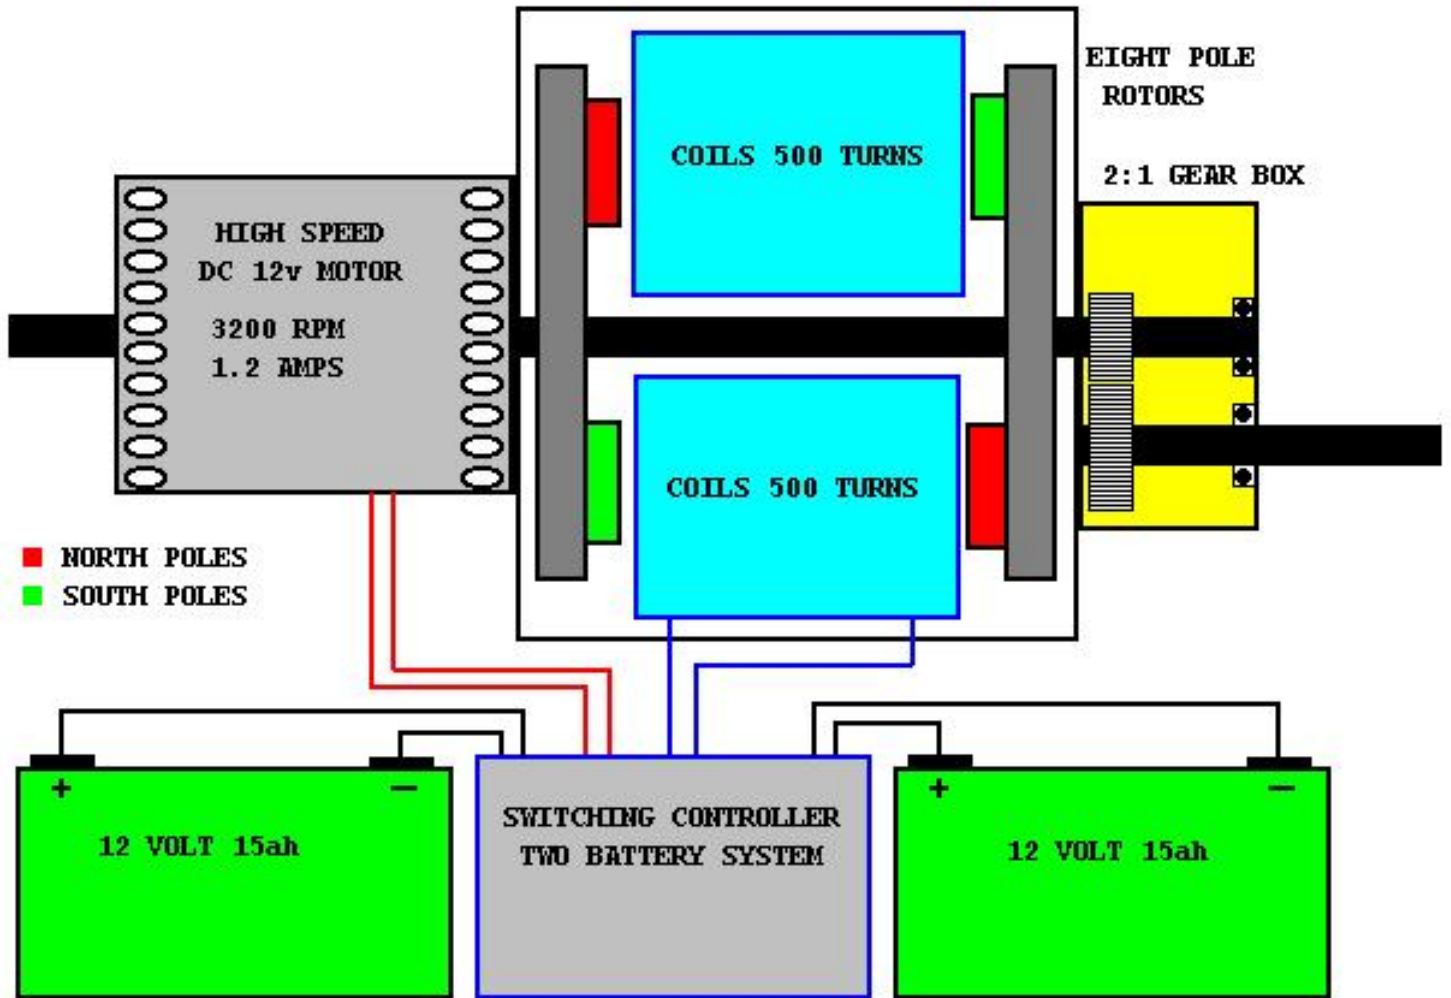 EIGHT POLE
ROTORS
COILS 500 TURNS
2:1 GEAR BOX
HIGH SPEED
DC 12v MOTOR
3200 RPM
1.2 AMPS
COILS 500 TURNS
NORTH POLES
SOUTH POLES
+ −
12 VOLT 15ah
SWITCHING CONTROLLER
TWO BATTERY SYSTEM
+ −
12 VOLT 15ah